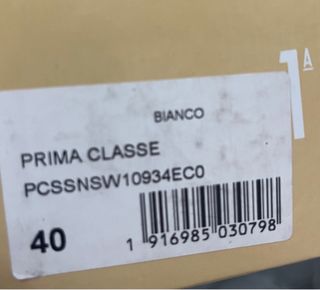 1A
BIANCO
PRIMA CLASSE
PCSSNSW10934EC0
40
1 916985 030798